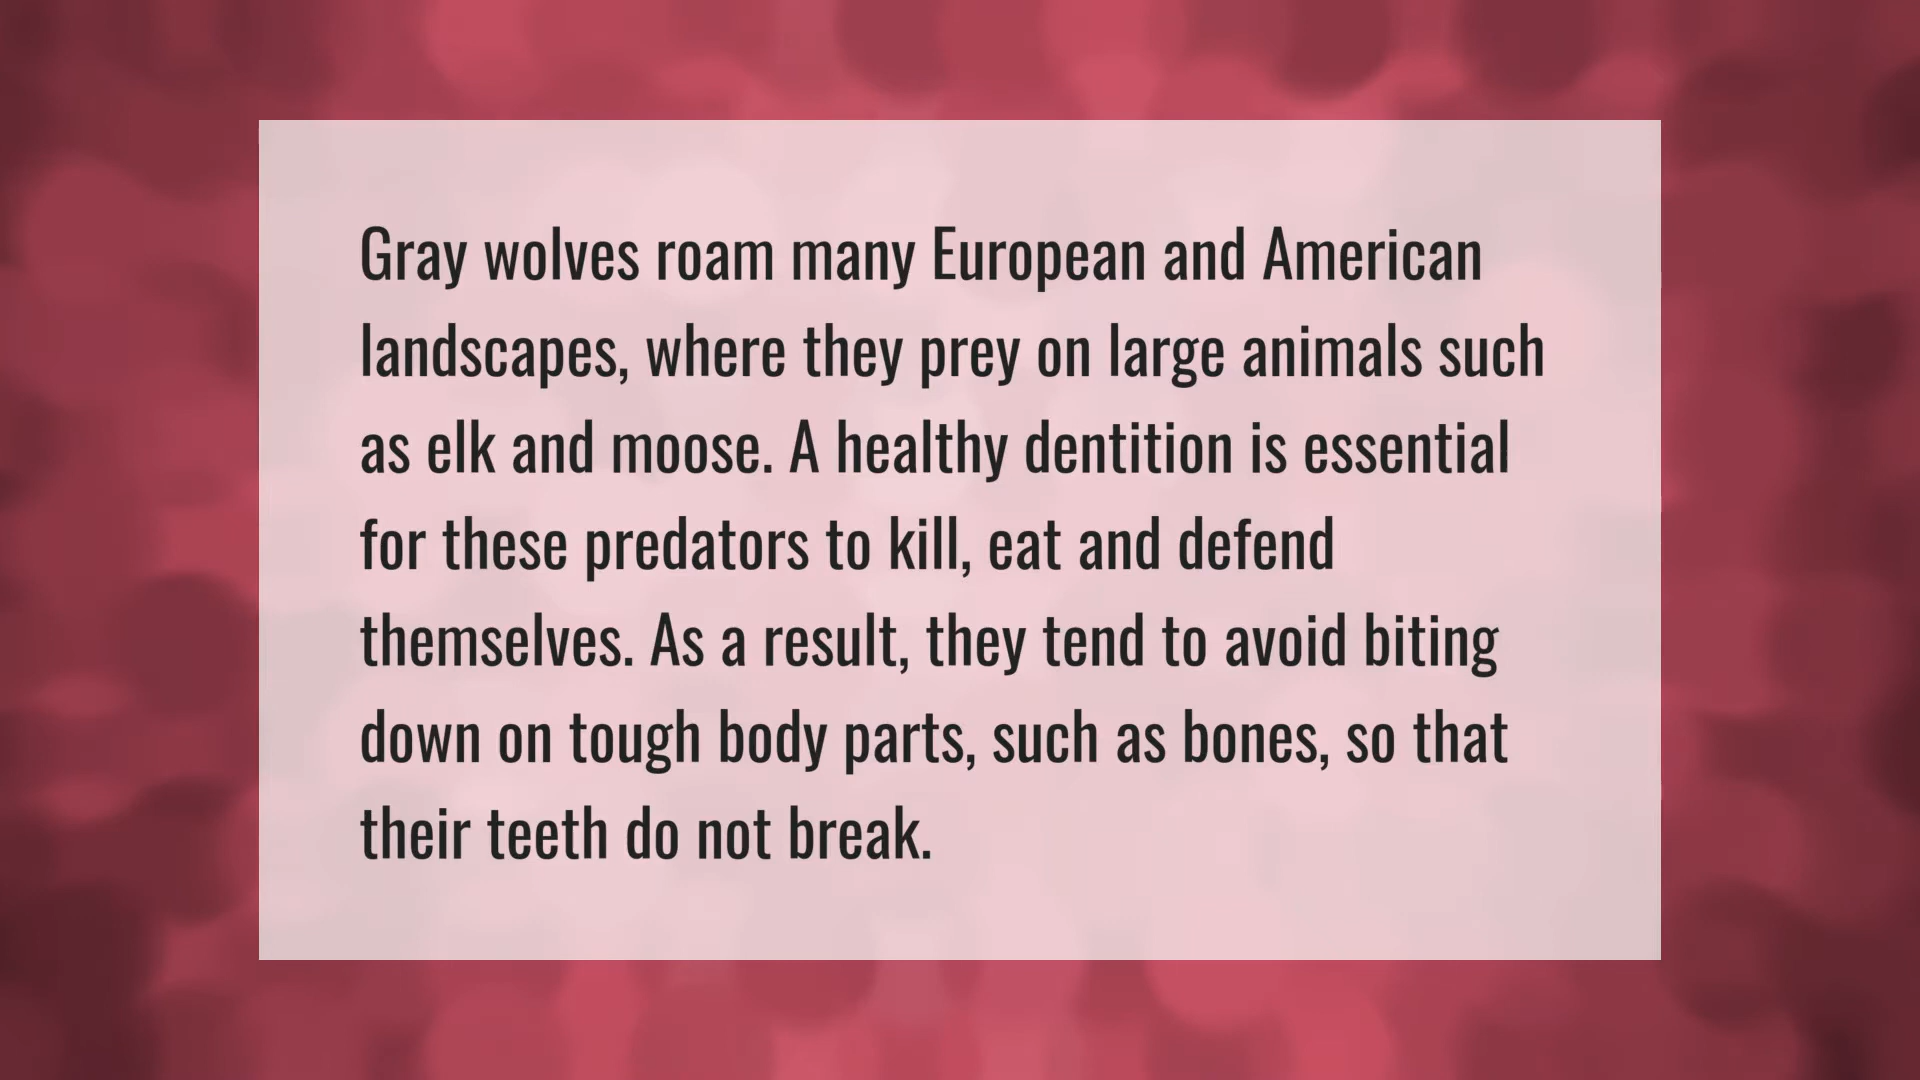 Gray wolves roam many European and American
landscapes, where they prey on large animals such
as elk and moose. A healthy dentition is essential
for these predators to kill, eat and defend
themselves. As a result, they tend to avoid biting
down on tough body parts, such as bones, so that
their teeth do not break.